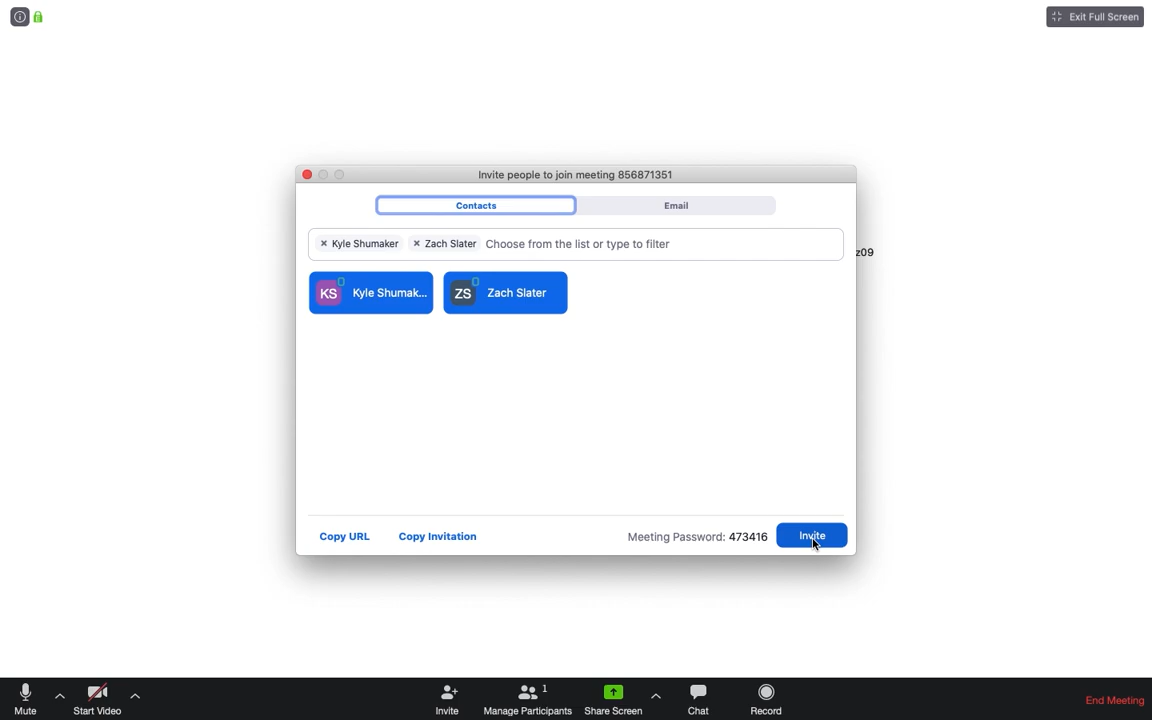 Exit Full Screen
Invite people to join meeting 856871351
Contacts
Email
× Kyle Shumaker × Zach Slater Choose from the list or type to filter
z09
KS Kyle Shumak...
ZS Zach Slater
Copy URL
Copy Invitation
Meeting Password: 473416
Invite
Mute
Start Video
Invite
1
Manage Participants
Share Screen
Chat
Record
End Meeting